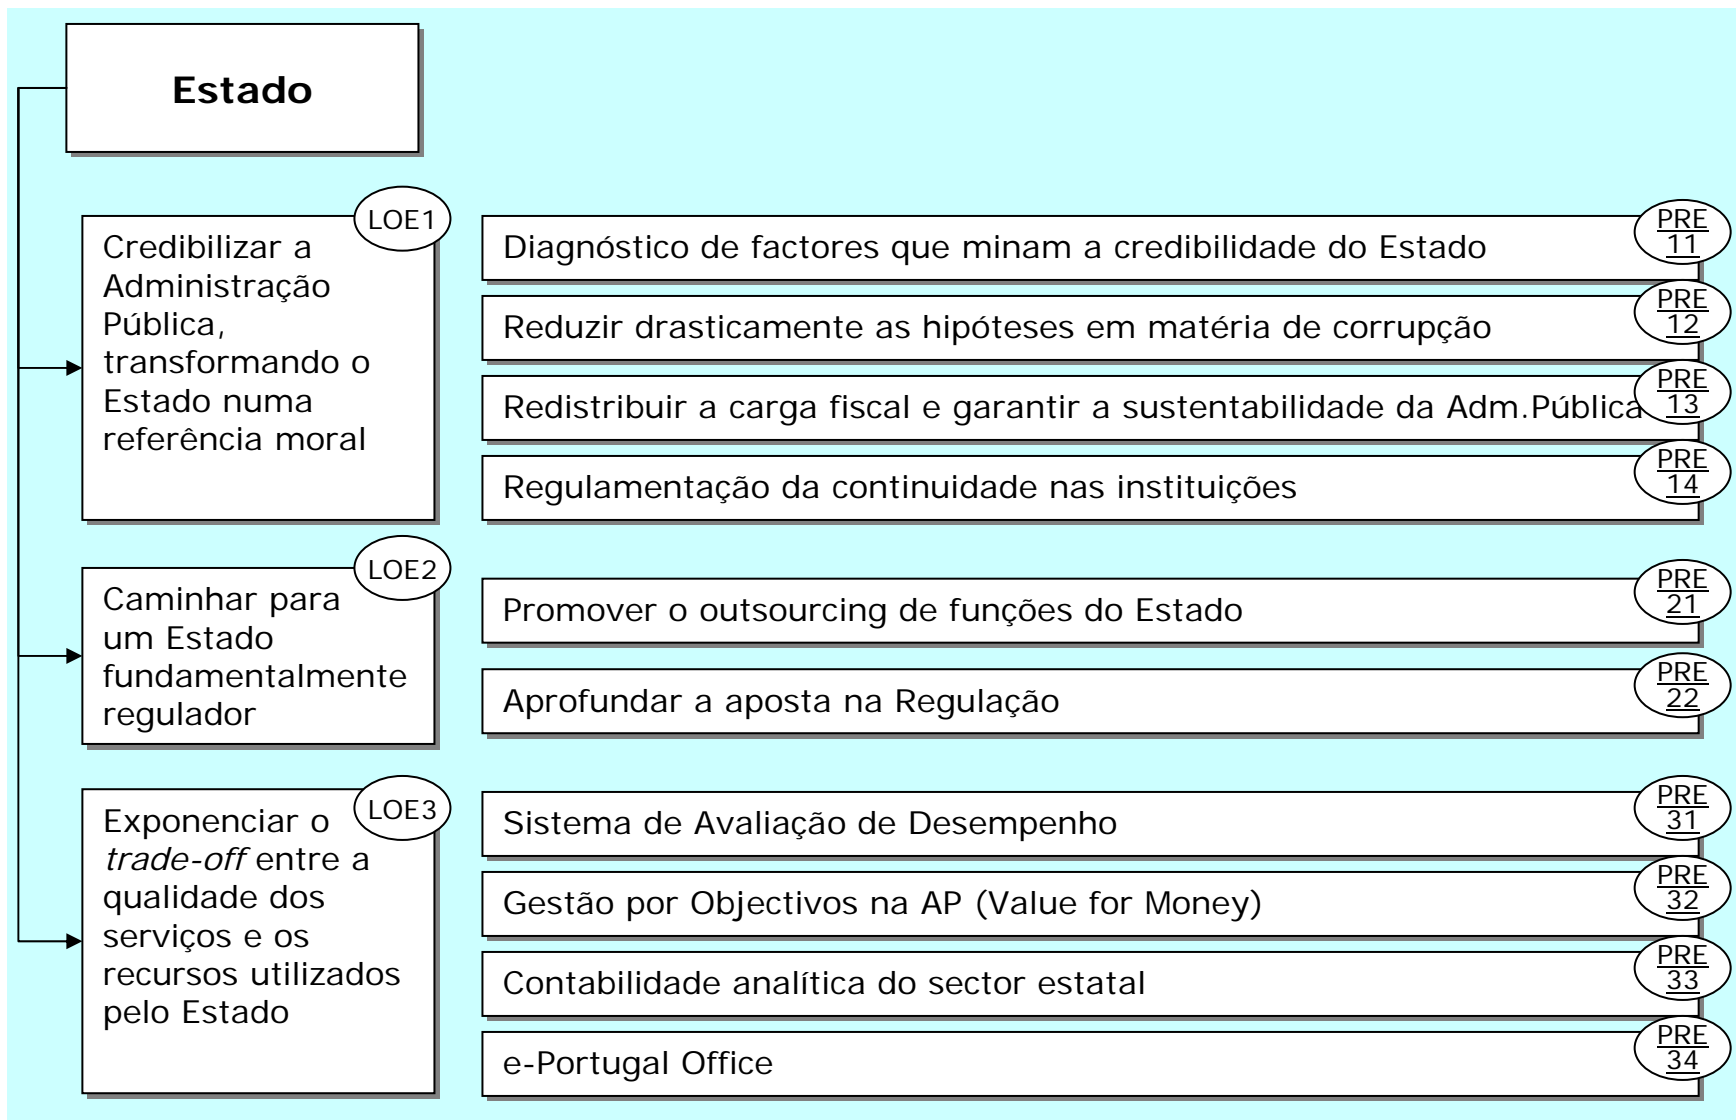 Estado
LOE1
Credibilizar a
Administração
Pública,
transformando o
Estado numa
referência moral
Diagnóstico de factores que minam a credibilidade do Estado
PRE
11
Reduzir drasticamente as hipóteses em matéria de corrupção
PRE
12
Redistribuir a carga fiscal e garantir a sustentabilidade da Adm.Pública
PRE
13
Regulamentação da continuidade nas instituições
PRE
14
LOE2
Caminhar para
um Estado
fundamentalmente
regulador
Promover o outsourcing de funções do Estado
PRE
21
Aprofundar a aposta na Regulação
PRE
22
LOE3
Exponenciar o
trade-off entre a
qualidade dos
serviços e os
recursos utilizados
pelo Estado
Sistema de Avaliação de Desempenho
PRE
31
Gestão por Objectivos na AP (Value for Money)
PRE
32
Contabilidade analítica do sector estatal
PRE
33
e-Portugal Office
PRE
34